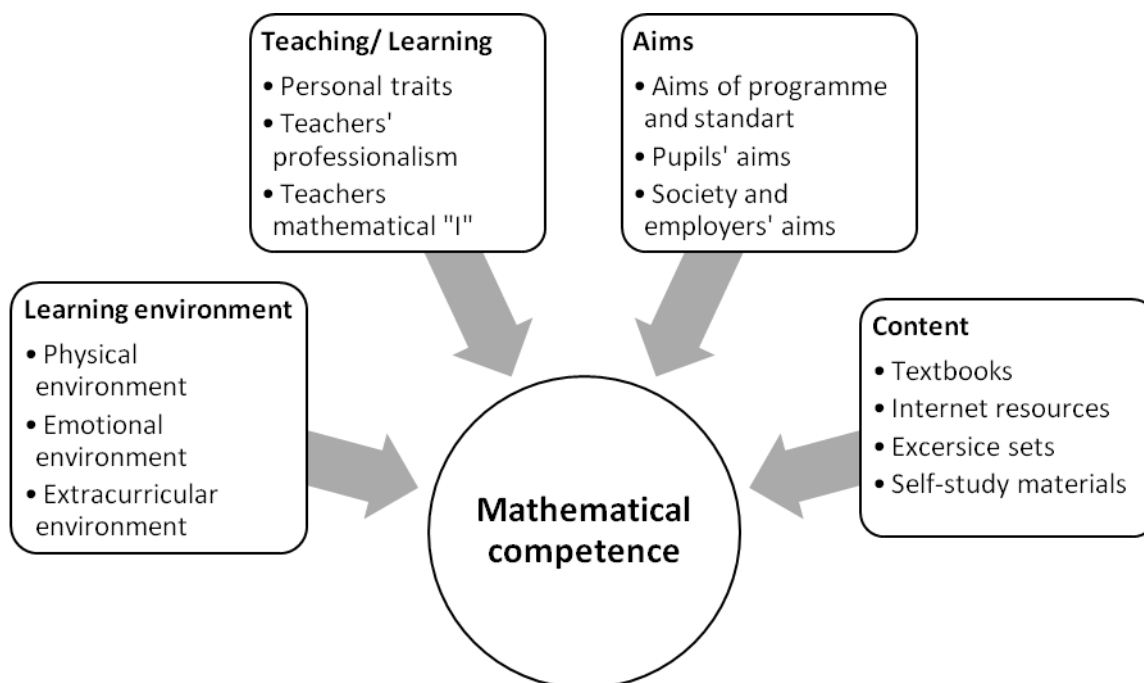 Teaching/ Learning
• Personal traits
• Teachers'
professionalism
• Teachers
mathematical "I"
Aims
• Aims of programme
and standart
• Pupils' aims
• Society and
employers' aims
Learning environment
• Physical
environment
• Emotional
environment
• Extracurricular
environment
Content
• Textbooks
• Internet resources
• Excersice sets
• Self-study materials
Mathematical
competence